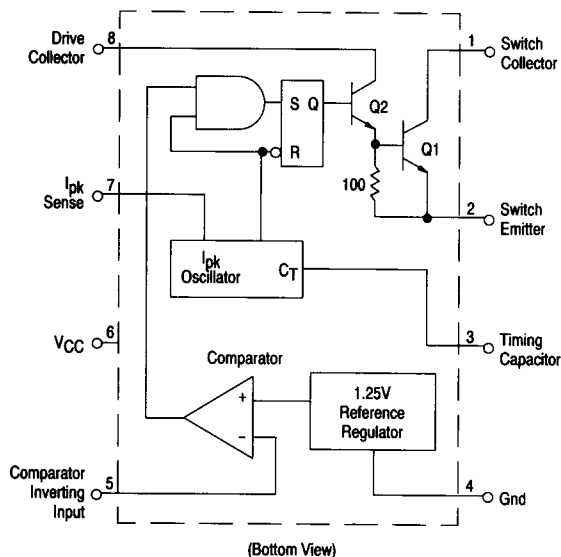 Drive
Collector
8
1
Switch
Collector
S Q
R
Q2
Q1
100
Ipk
Sense
7
2
Switch
Emitter
Ipk
Oscillator
CT
6
VCC
3
Timing
Capacitor
Comparator
+
−
1.25V
Reference
Regulator
Comparator
Inverting
Input
5
4
Gnd
(Bottom View)